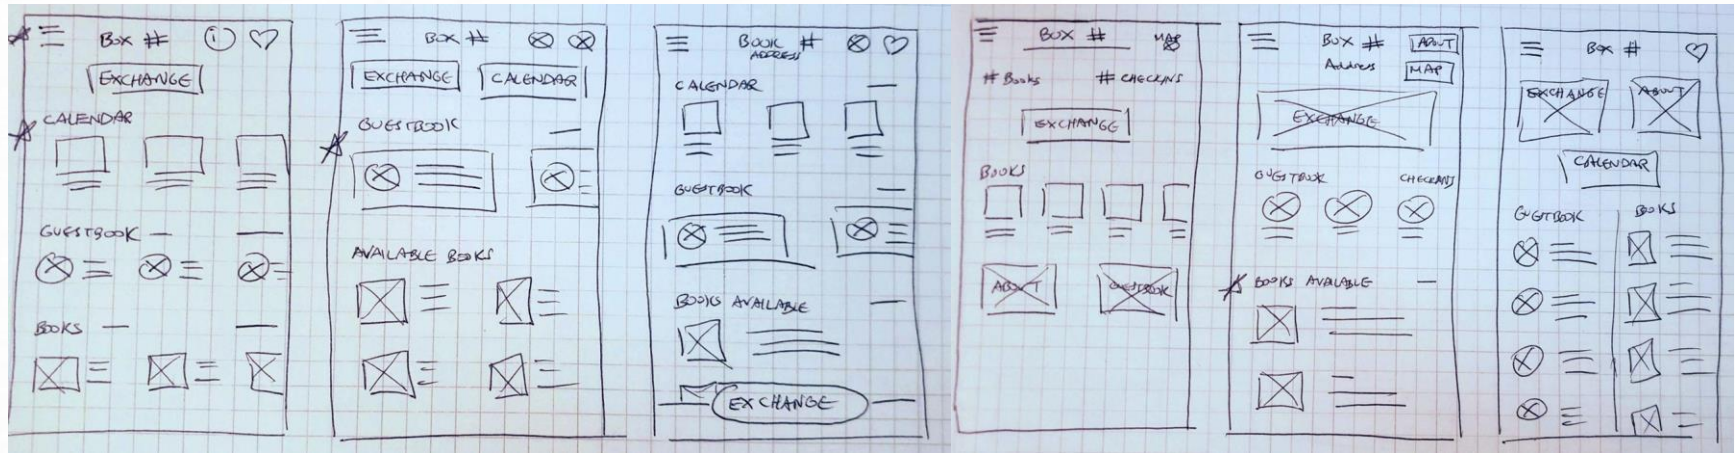 BOX #
EXCHANGE
CALENDAR
GUESTBOOK
BOOKS
BOX #
EXCHANGE CALENDAR
GUESTBOOK
AVAILABLE BOOKS
BOOK #
ADDRESS
CALENDAR
GUESTBOOK
BOOKS AVAILABLE
EXCHANGE
BOX # MAP
# BOOKS # CHECKINS
EXCHANGE
BOOKS
ABOUT GUESTBOOK
BOX # ABOUT
Address MAP
EXCHANGE
GUESTBOOK CHECKINS
BOOKS AVAILABLE
BOX #
EXCHANGE ABOUT
CALENDAR
GUESTBOOK BOOKS